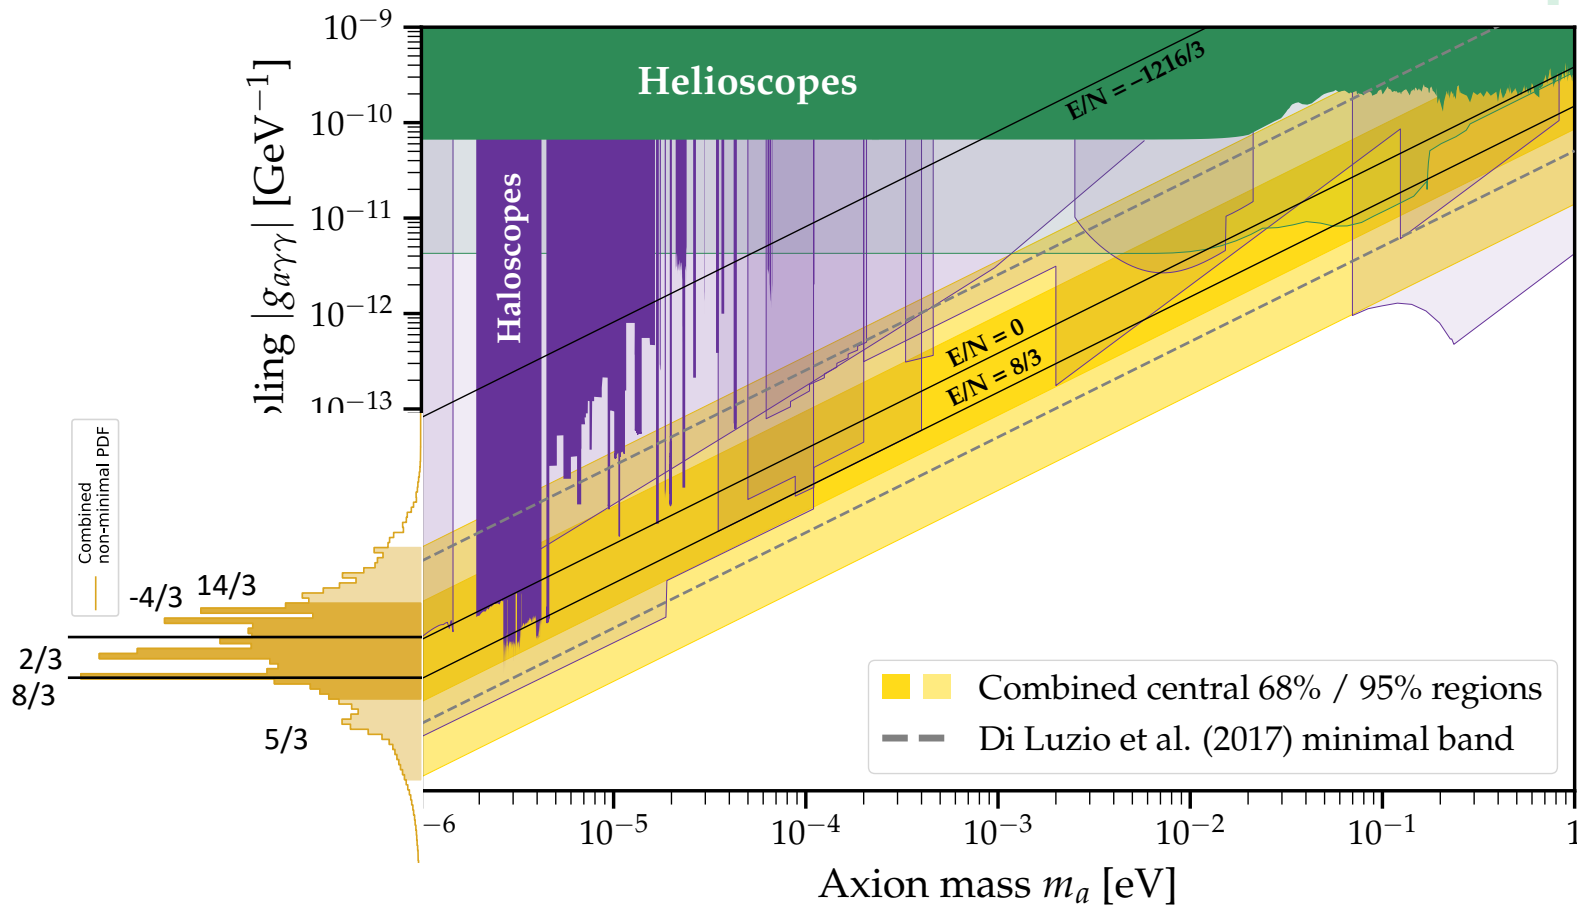 10−9
10−10
10−11
10−12
10−13
pling |gaγγ| [GeV−1]
Helioscopes
Haloscopes
E/N = −1216/3
E/N = 0
E/N = 8/3
Combined
non-minimal PDF
-4/3
14/3
2/3
8/3
5/3
Combined central 68% / 95% regions
Di Luzio et al. (2017) minimal band
−6
10−5
10−4
10−3
10−2
10−1
1
Axion mass ma [eV]